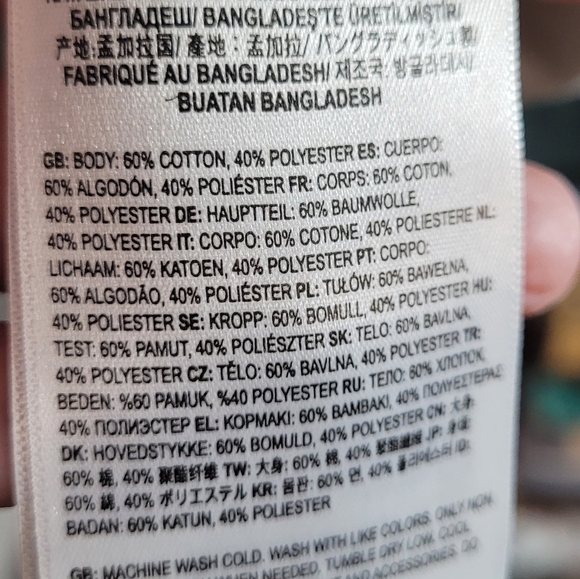 БАНГЛАДЕШ/ BANGLADEŞ'TE ÜRETİLMİŞTİR/
产地:孟加拉国/ 產地：孟加拉/ バングラディッシュ製/
FABRIQUÉ AU BANGLADESH/ 제조국. 방글라데시/
BUATAN BANGLADESH
GB: BODY: 60% COTTON, 40% POLYESTER ES: CUERPO:
60% ALGODÓN, 40% POLIÉSTER FR: CORPS: 60% COTON,
40% POLYESTER DE: HAUPTTEIL: 60% BAUMWOLLE,
40% POLYESTER IT: CORPO: 60% COTONE, 40% POLIESTERE NL:
LICHAAM: 60% KATOEN, 40% POLYESTER PT: CORPO:
60% ALGODÃO, 40% POLIÉSTER PL: TUŁÓW: 60% BAWEŁNA,
40% POLIESTER SE: KROPP: 60% BOMULL, 40% POLYESTER HU:
TEST: 60% PAMUT, 40% POLIÉSZTER SK: TELO: 60% BAVLNA,
40% POLYESTER CZ: TĚLO: 60% BAVLNA, 40% POLYESTER TR:
BEDEN: %60 PAMUK, %40 POLYESTER RU: ТЕЛО: 60% ХЛОПОК,
40% ПОЛИЭСТЕР EL: ΚΟΡΜΑΚΙ: 60% ΒΑΜΒΑΚΙ, 40% ΠΟΛΥΕΣΤΕΡΑΣ
DK: HOVEDSTYKKE: 60% BOMULD, 40% POLYESTER CN: 大身:
60% 棉, 40% 聚酯纤维 TW: 大身: 60% 棉, 40% 聚酯纖維 JP: 身頃:
60% 綿, 40% ポリエステル KR: 몸판: 60% 면, 40% 폴리에스터 ID:
BADAN: 60% KATUN, 40% POLIESTER
GB: MACHINE WASH COLD. WASH WITH LIKE COLORS. ONLY NON
WHEN NEEDED. TUMBLE DRY LOW. COOL
AND ACCESSORIES. DO